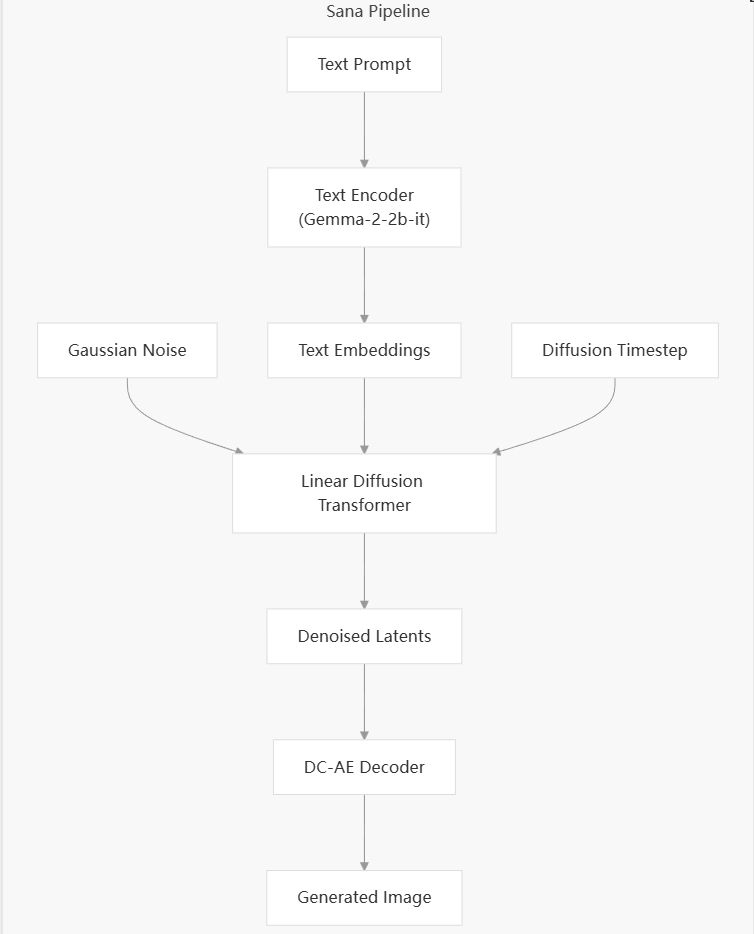 Sana Pipeline
Text Prompt
Text Encoder
(Gemma-2-2b-it)
Gaussian Noise
Text Embeddings
Diffusion Timestep
Linear Diffusion
Transformer
Denoised Latents
DC-AE Decoder
Generated Image